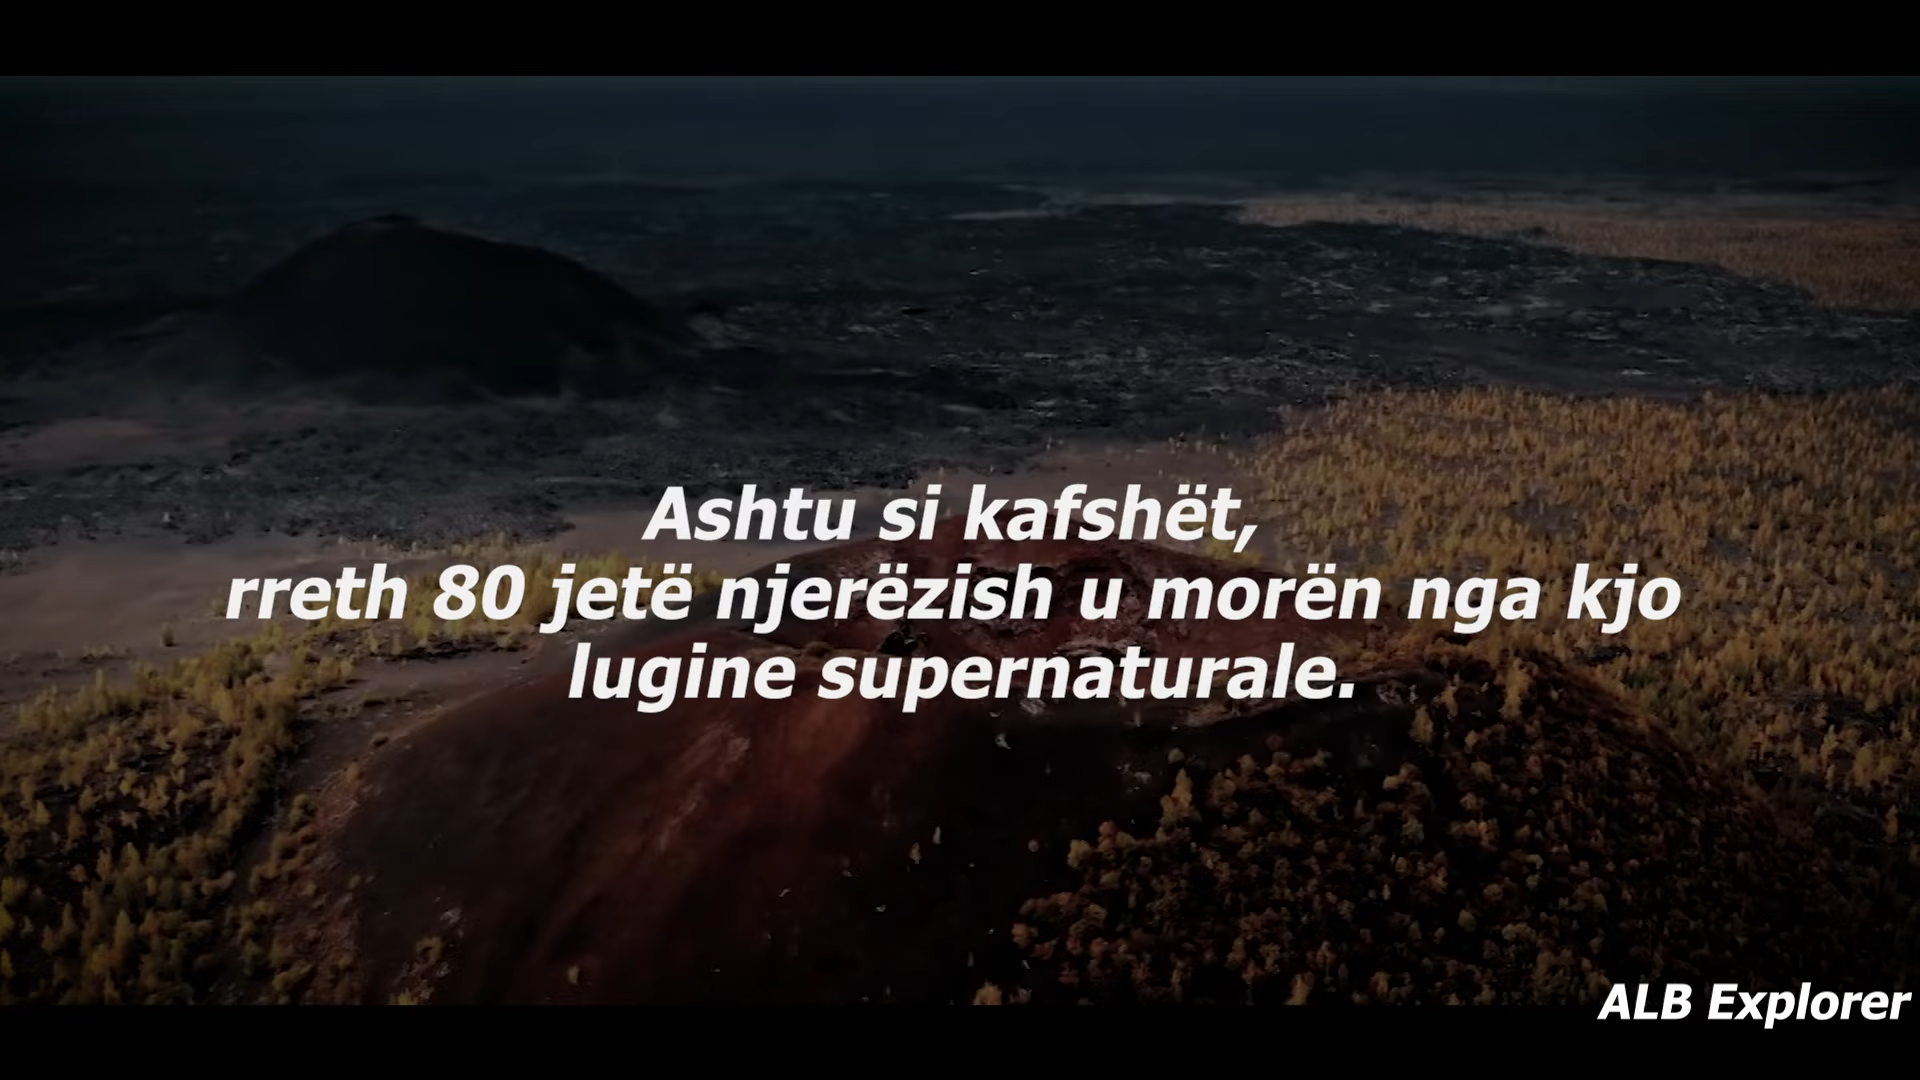 Ashtu si kafshët,
rreth 80 jetë njerëzish u morën nga kjo
lugine supernaturale.
ALB Explorer